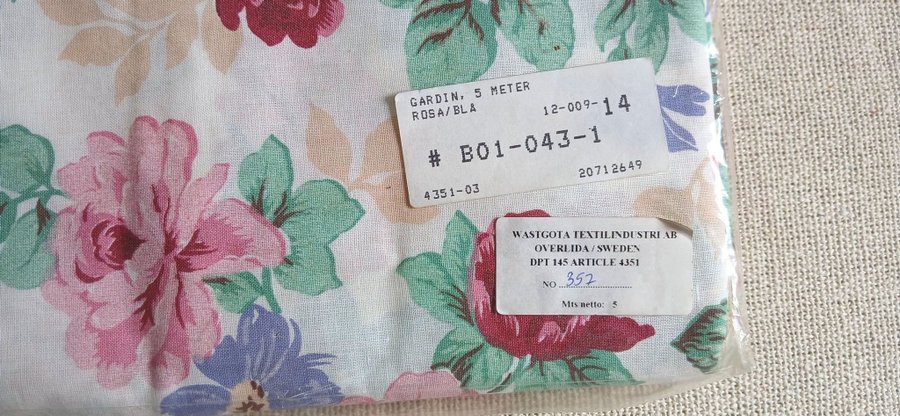 GARDIN, 5 METER
ROSA/BLA 12-009-14
# B01-043-1
4351-03 20712649
WASTGOTA TEXTILINDUSTRI AB
OVERLIDA / SWEDEN
DPT 145 ARTICLE 4351
NO 352
Mts netto: 5